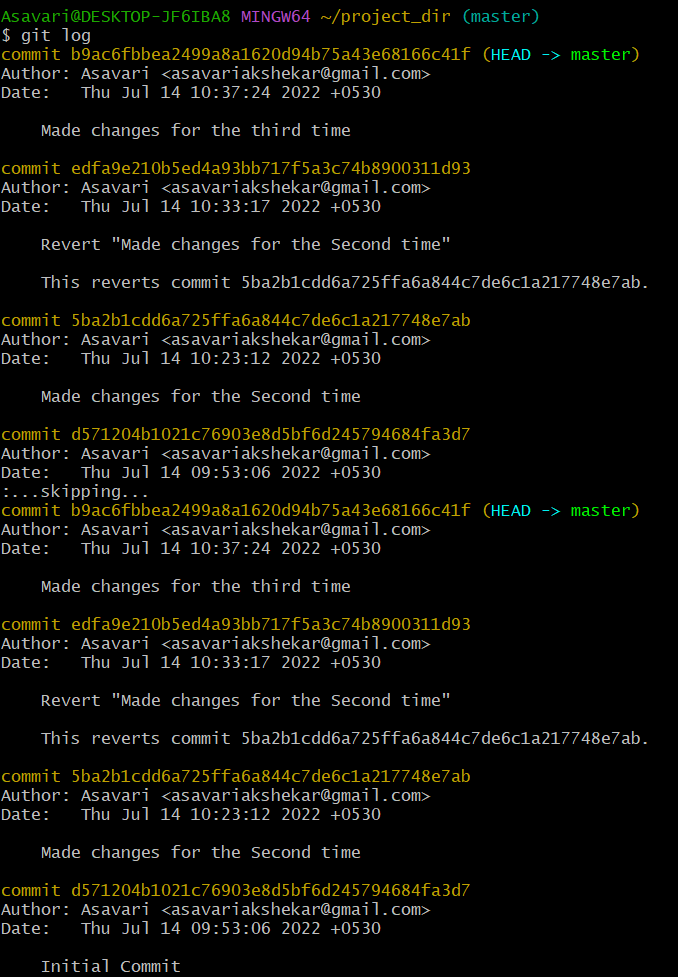 Asavari@DESKTOP-JF6IBA8 MINGW64 ~/project_dir (master)
$ git log
commit b9ac6fbbea2499a8a1620d94b75a43e68166c41f (HEAD -> master)
Author: Asavari <asavariakshekar@gmail.com>
Date:   Thu Jul 14 10:37:24 2022 +0530

    Made changes for the third time

commit edfa9e210b5ed4a93bb717f5a3c74b8900311d93
Author: Asavari <asavariakshekar@gmail.com>
Date:   Thu Jul 14 10:33:17 2022 +0530

    Revert "Made changes for the Second time"

    This reverts commit 5ba2b1cdd6a725ffa6a844c7de6c1a217748e7ab.

commit 5ba2b1cdd6a725ffa6a844c7de6c1a217748e7ab
Author: Asavari <asavariakshekar@gmail.com>
Date:   Thu Jul 14 10:23:12 2022 +0530

    Made changes for the Second time

commit d571204b1021c76903e8d5bf6d245794684fa3d7
Author: Asavari <asavariakshekar@gmail.com>
Date:   Thu Jul 14 09:53:06 2022 +0530
:...skipping...
commit b9ac6fbbea2499a8a1620d94b75a43e68166c41f (HEAD -> master)
Author: Asavari <asavariakshekar@gmail.com>
Date:   Thu Jul 14 10:37:24 2022 +0530

    Made changes for the third time

commit edfa9e210b5ed4a93bb717f5a3c74b8900311d93
Author: Asavari <asavariakshekar@gmail.com>
Date:   Thu Jul 14 10:33:17 2022 +0530

    Revert "Made changes for the Second time"

    This reverts commit 5ba2b1cdd6a725ffa6a844c7de6c1a217748e7ab.

commit 5ba2b1cdd6a725ffa6a844c7de6c1a217748e7ab
Author: Asavari <asavariakshekar@gmail.com>
Date:   Thu Jul 14 10:23:12 2022 +0530

    Made changes for the Second time

commit d571204b1021c76903e8d5bf6d245794684fa3d7
Author: Asavari <asavariakshekar@gmail.com>
Date:   Thu Jul 14 09:53:06 2022 +0530

    Initial Commit